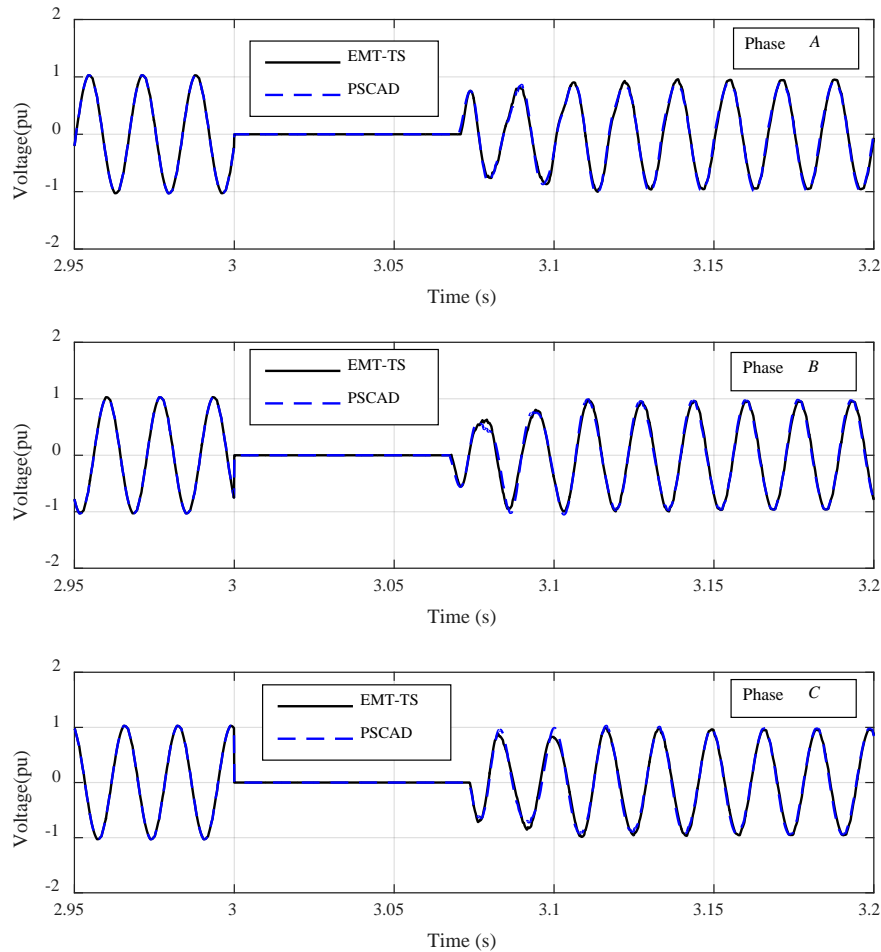 2
EMT-TS
Phase A
1
PSCAD
0
-1
-2
2.95 3 3.05 3.1 3.15 3.2
Voltage(pu)
Time (s)
2
EMT-TS
Phase B
1
PSCAD
0
-1
-2
2.95 3 3.05 3.1 3.15 3.2
Voltage(pu)
Time (s)
2
EMT-TS
Phase C
1
PSCAD
0
-1
-2
2.95 3 3.05 3.1 3.15 3.2
Voltage(pu)
Time (s)